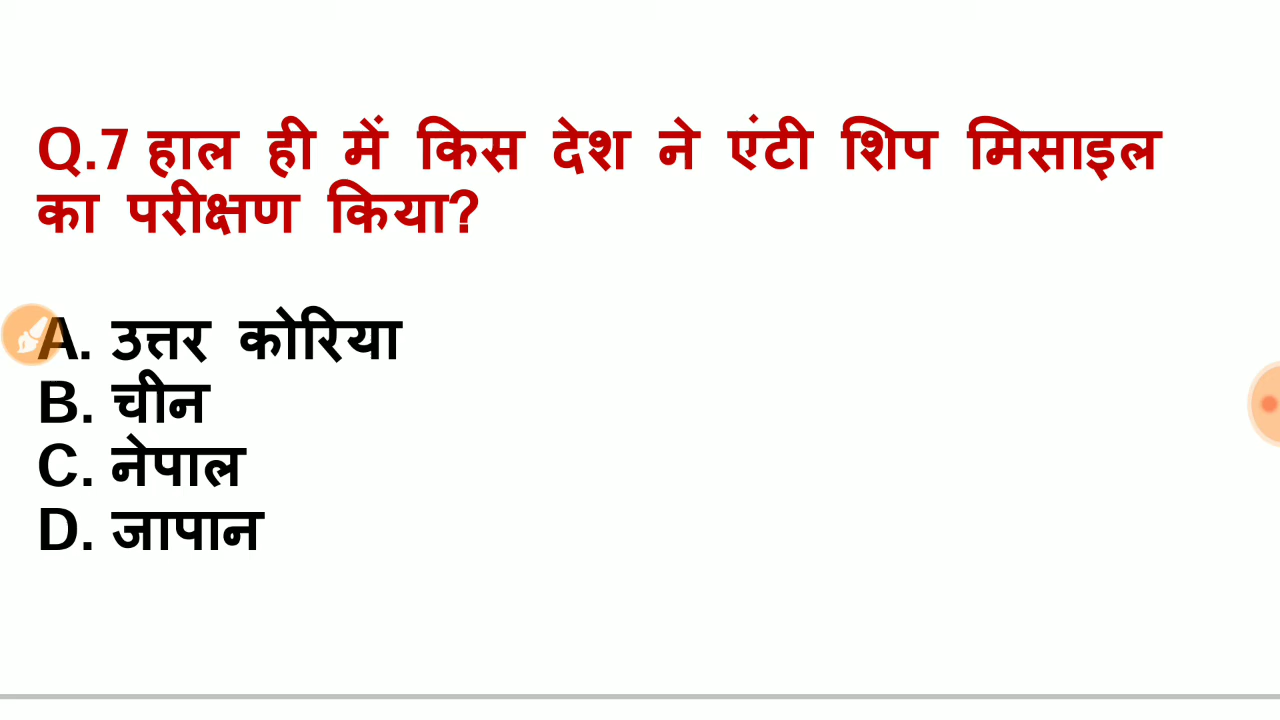 Q.7 हाल ही में किस देश ने एंटी शिप मिसाइल
का परीक्षण किया?
A. उत्तर कोरिया
B. चीन
C. नेपाल
D. जापान